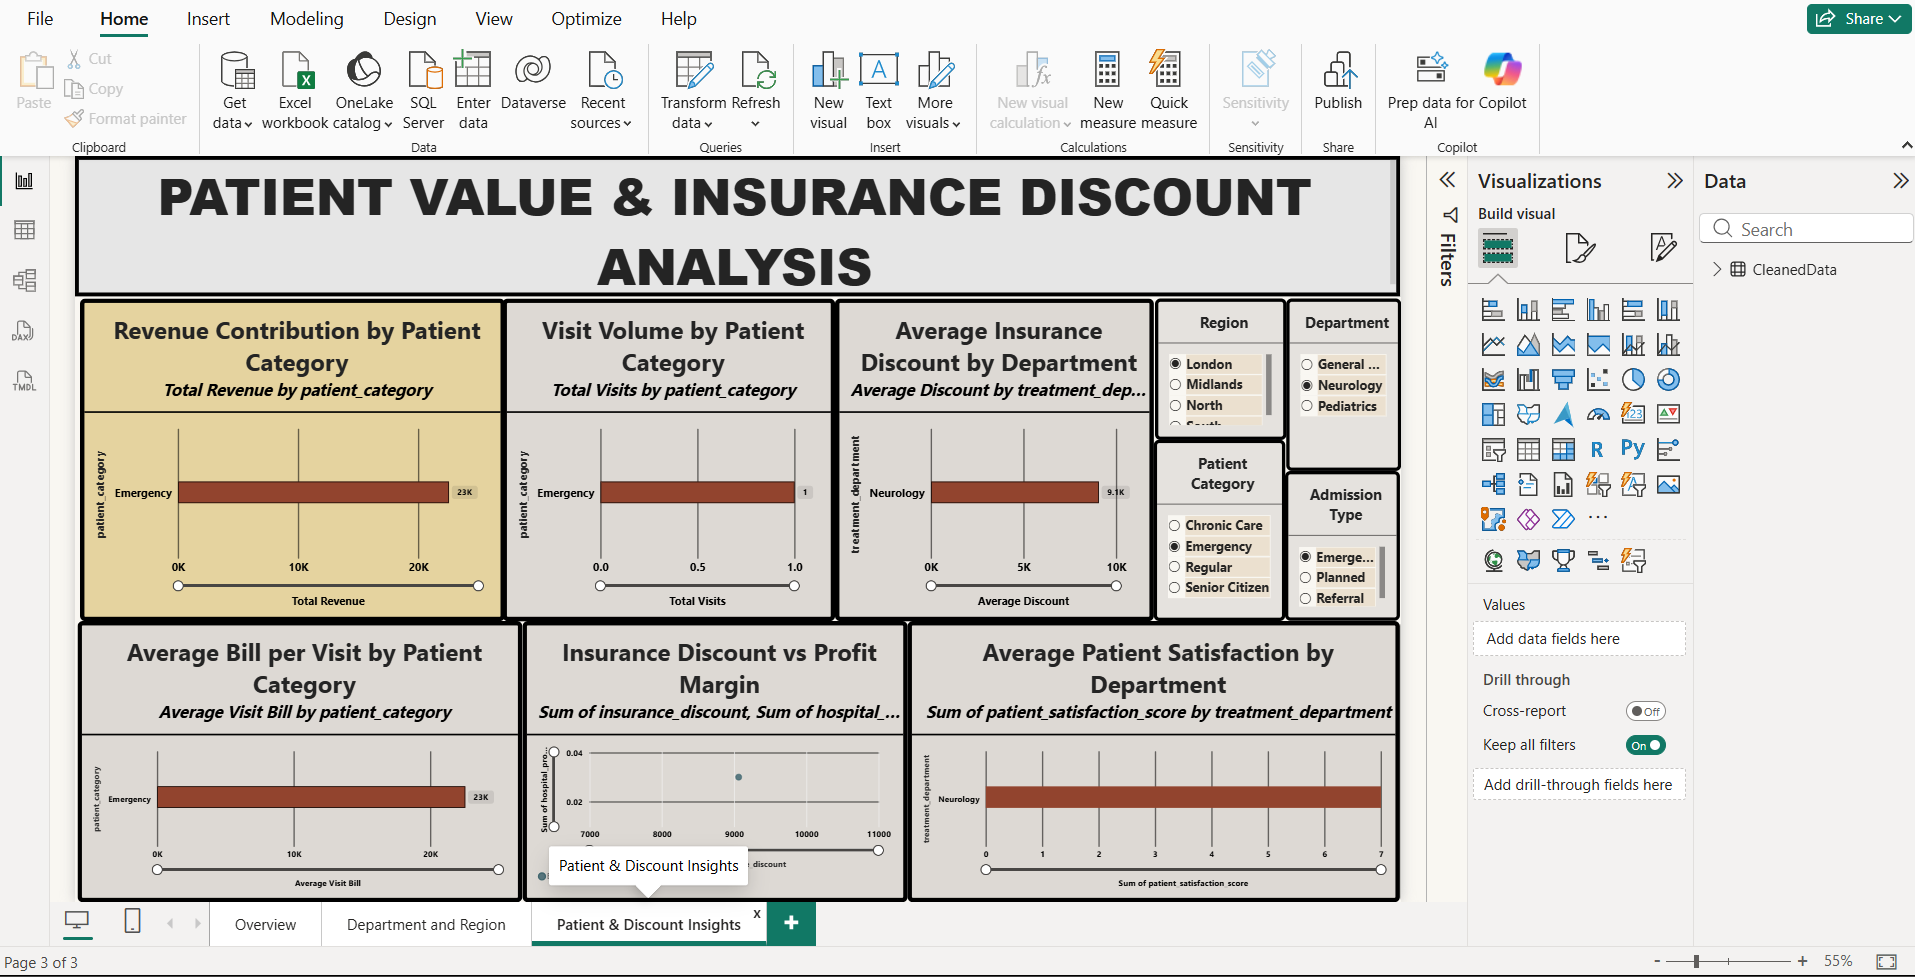 File Home Insert Modeling Design View Optimize Help Share
Paste
Cut
Copy
Format painter
Clipboard
Get data
Excel workbook
OneLake catalog
SQL Server
Enter data
Dataverse
Recent sources
Data
Transform data
Refresh
Queries
New visual
Text box
More visuals
Insert
New visual calculation
New measure
Quick measure
Calculations
Sensitivity
Sensitivity
Publish
Share
Prep data for AI
Copilot
Copilot
DAX
TMDL
PATIENT VALUE & INSURANCE DISCOUNT
ANALYSIS
Revenue Contribution by Patient
Category
Total Revenue by patient_category
patient_category
Emergency
23K
0K 10K 20K
Total Revenue
Visit Volume by Patient
Category
Total Visits by patient_category
patient_category
Emergency
1
0.0 0.5 1.0
Total Visits
Average Insurance
Discount by Department
Average Discount by treatment_dep...
treatment_department
Neurology
9.1K
0K 5K 10K
Average Discount
Region
London
Midlands
North
South
Department
General ...
Neurology
Pediatrics
Patient
Category
Chronic Care
Emergency
Regular
Senior Citizen
Admission
Type
Emerge...
Planned
Referral
Average Bill per Visit by Patient
Category
Average Visit Bill by patient_category
patient_category
Emergency
23K
0K 10K 20K
Average Visit Bill
Insurance Discount vs Profit
Margin
Sum of insurance_discount, Sum of hospital_...
Sum of hospital_pro...
0.04
0.02
7000 8000 9000 10000 11000
_discount
Patient & Discount Insights
Average Patient Satisfaction by
Department
Sum of patient_satisfaction_score by treatment_department
treatment_department
Neurology
0 1 2 3 4 5 6 7
Sum of patient_satisfaction_score
Filters
Visualizations
Build visual
123
R
Py
...
Values
Add data fields here
Drill through
Cross-report
Off
Keep all filters
On
Add drill-through fields here
Data
Search
CleanedData
Overview
Department and Region
Patient & Discount Insights
x
+
Page 3 of 3
- + 55%